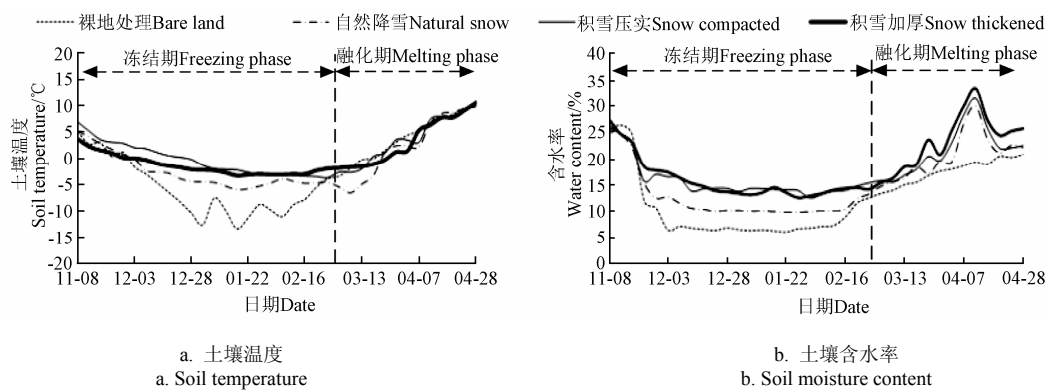 裸地处理Bare land 自然降雪Natural snow 积雪压实Snow compacted 积雪加厚Snow thickened
冻结期Freezing phase 融化期Melting phase
土壤温度
Soil temperature/℃
20
15
10
5
0
-5
-10
-15
-20
11-08 12-03 12-28 01-22 02-16 03-13 04-07 04-28
日期Date
a. 土壤温度
a. Soil temperature
冻结期Freezing phase 融化期Melting phase
含水率
Water content/%
40
35
30
25
20
15
10
5
0
11-08 12-03 12-28 01-22 02-16 03-13 04-07 04-28
日期Date
b. 土壤含水率
b. Soil moisture content